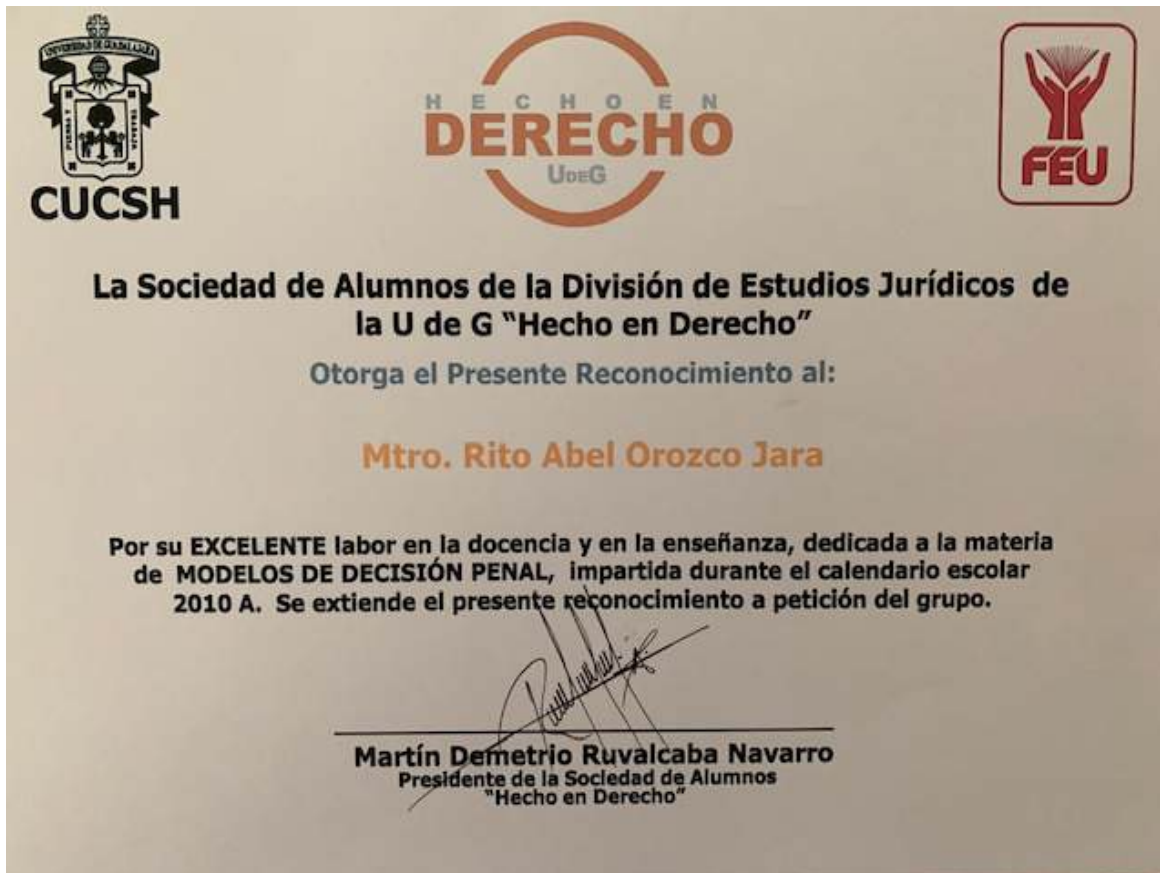 UNIVERSIDAD DE GUADALAJARA
PIENSA Y TRABAJA
CUCSH
HECHO EN
DERECHO
UDEG
FEU
La Sociedad de Alumnos de la División de Estudios Jurídicos de
la U de G “Hecho en Derecho”
Otorga el Presente Reconocimiento al:
Mtro. Rito Abel Orozco Jara
Por su EXCELENTE labor en la docencia y en la enseñanza, dedicada a la materia
de MODELOS DE DECISIÓN PENAL, impartida durante el calendario escolar
2010 A. Se extiende el presente reconocimiento a petición del grupo.
Martín Demetrio Ruvalcaba Navarro
Presidente de la Sociedad de Alumnos
“Hecho en Derecho”